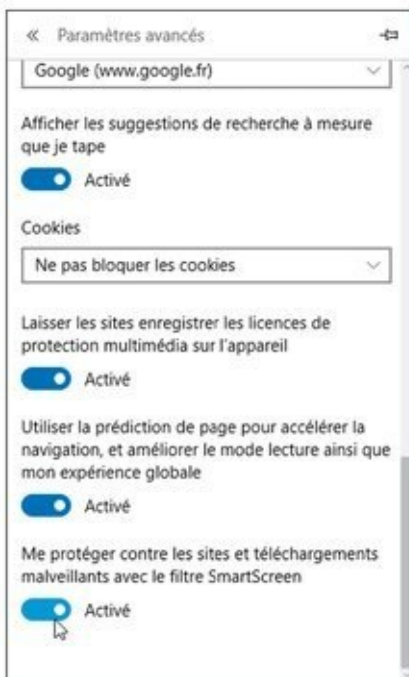 « Paramètres avancés
Google (www.google.fr)
Afficher les suggestions de recherche à mesure
que je tape
Activé
Cookies
Ne pas bloquer les cookies
Laisser les sites enregistrer les licences de
protection multimédia sur l'appareil
Activé
Utiliser la prédiction de page pour accélérer la
navigation, et améliorer le mode lecture ainsi que
mon expérience globale
Activé
Me protéger contre les sites et téléchargements
malveillants avec le filtre SmartScreen
Activé